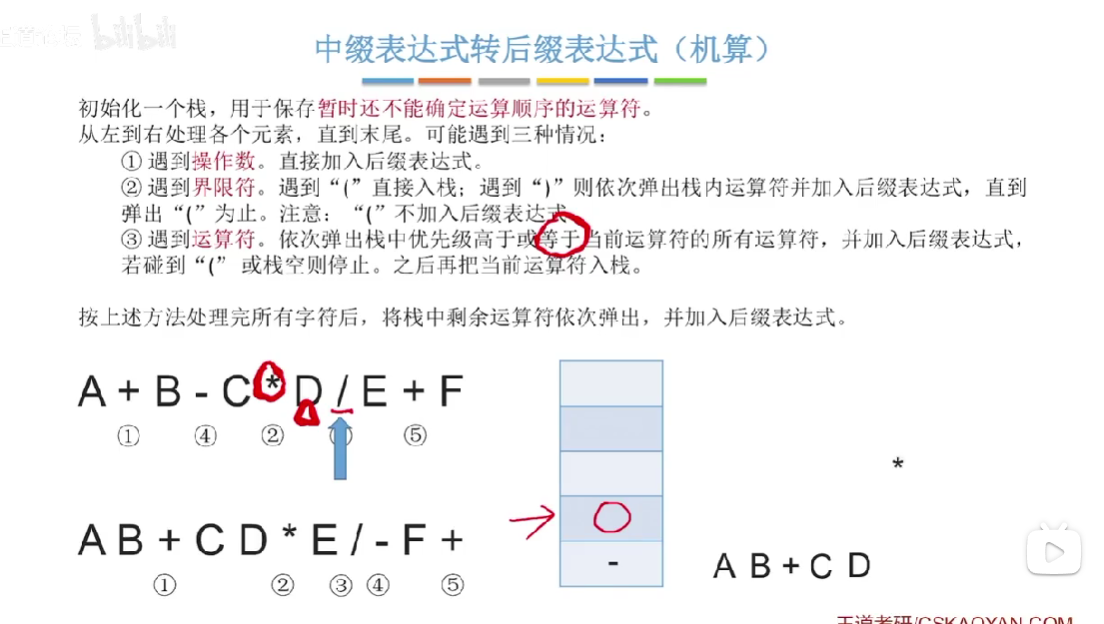 bilibili
中缀表达式转后缀表达式（机算）
初始化一个栈，用于保存暂时还不能确定运算顺序的运算符。
从左到右处理各个元素，直到末尾。可能遇到三种情况：
① 遇到操作数。直接加入后缀表达式。
② 遇到界限符。遇到“(”直接入栈；遇到“)”则依次弹出栈内运算符并加入后缀表达式，直到
弹出“(”为止。注意：“(”不加入后缀表达式
③ 遇到运算符。依次弹出栈中优先级高于或等于当前运算符的所有运算符，并加入后缀表达式，
若碰到“(” 或栈空则停止。之后再把当前运算符入栈。
按上述方法处理完所有字符后，将栈中剩余运算符依次弹出，并加入后缀表达式。
A + B - C * D / E + F
① ④ ② ⑤
*
A B + C D * E / - F +
① ② ③ ④ ⑤
-
A B + C D
王道考研/CSKAOYAN.COM